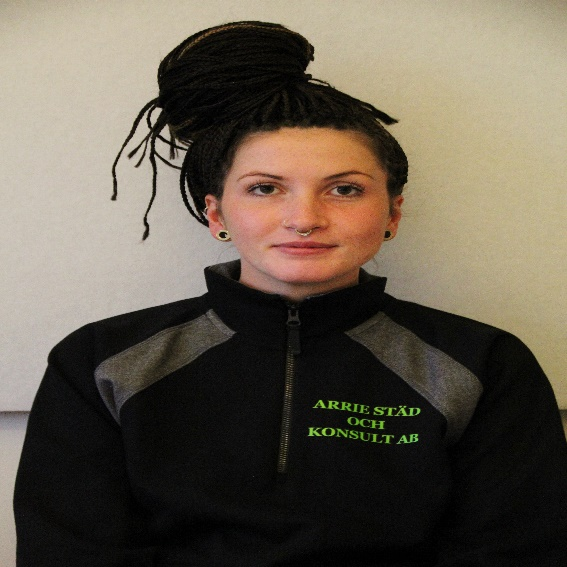 ARRIE STÄD
OCH
KONSULT AB